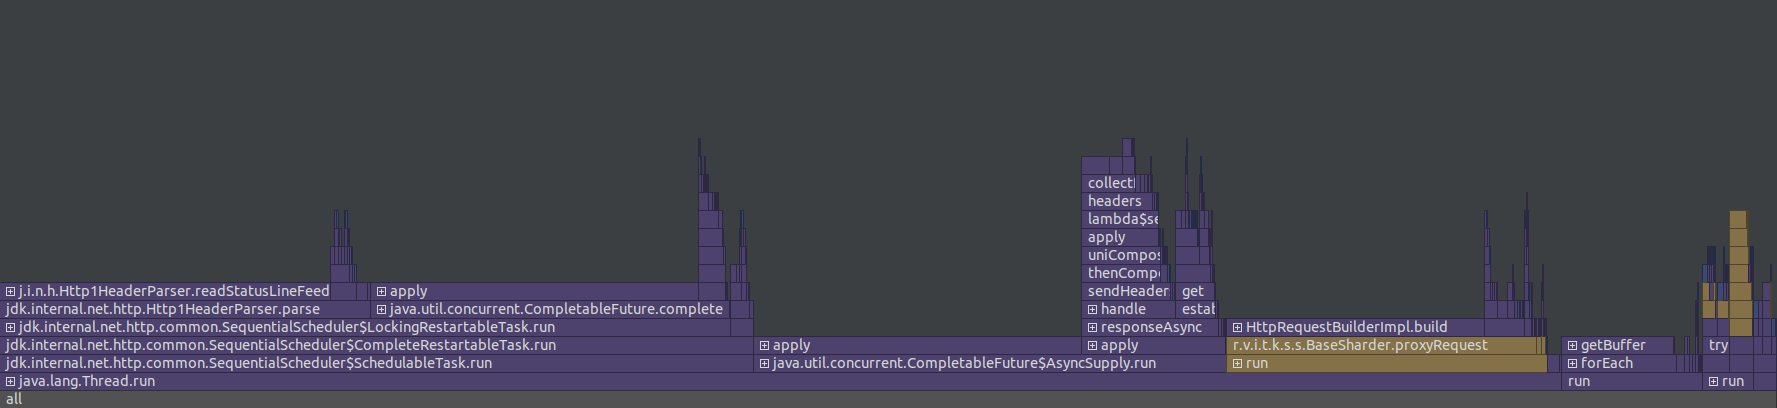 collect
headers
lambda$se
apply
uniCompos
thenCompo
⊞ j.i.n.h.Http1HeaderParser.readStatusLineFeed ⊞ apply sendHeader get
jdk.internal.net.http.Http1HeaderParser.parse ⊞ java.util.concurrent.CompletableFuture.complete ⊞ handle estab
⊞ jdk.internal.net.http.common.SequentialScheduler$LockingRestartableTask.run ⊞ responseAsync ⊞ HttpRequestBuilderImpl.build
jdk.internal.net.http.common.SequentialScheduler$CompleteRestartableTask.run ⊞ apply ⊞ apply r.v.i.t.k.s.s.BaseSharder.proxyRequest ⊞ getBuffer try
jdk.internal.net.http.common.SequentialScheduler$SchedulableTask.run ⊞ java.util.concurrent.CompletableFuture$AsyncSupply.run ⊞ run ⊞ forEach
⊞ java.lang.Thread.run run ⊞ run
all